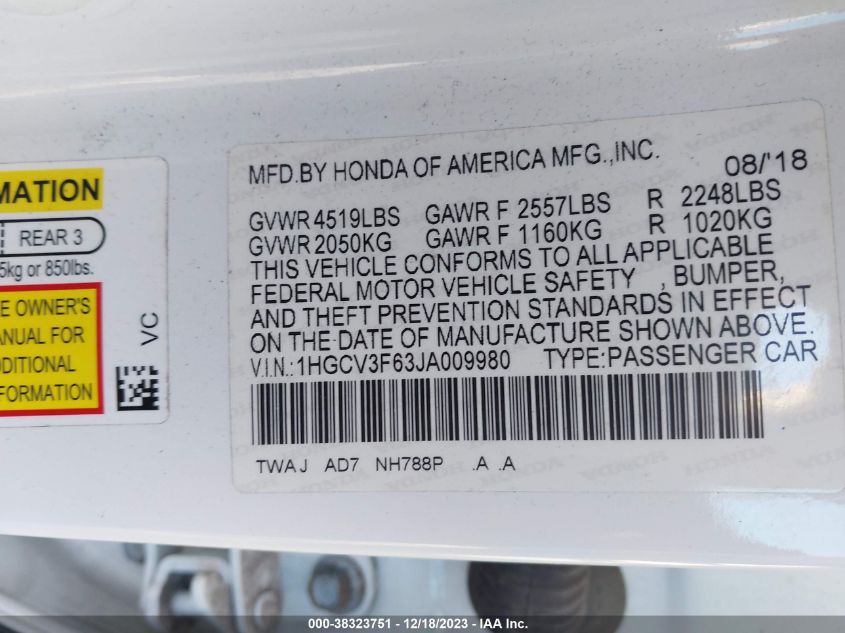 MATION
REAR 3
5kg or 850lbs.
E OWNER'S
ANUAL FOR
DDITIONAL
FORMATION
VC
MFD.BY HONDA OF AMERICA MFG.,INC. 08/'18
GVWR 4519LBS GAWR F 2557LBS R 2248LBS
GVWR 2050KG GAWR F 1160KG R 1020KG
THIS VEHICLE CONFORMS TO ALL APPLICABLE
FEDERAL MOTOR VEHICLE SAFETY , BUMPER,
AND THEFT PREVENTION STANDARDS IN EFFECT
ON THE DATE OF MANUFACTURE SHOWN ABOVE.
V.I.N.:1HGCV3F63JA009980 TYPE:PASSENGER CAR
TWAJ AD7 NH788P .A .A
000-38323751 - 12/18/2023 - IAA Inc.